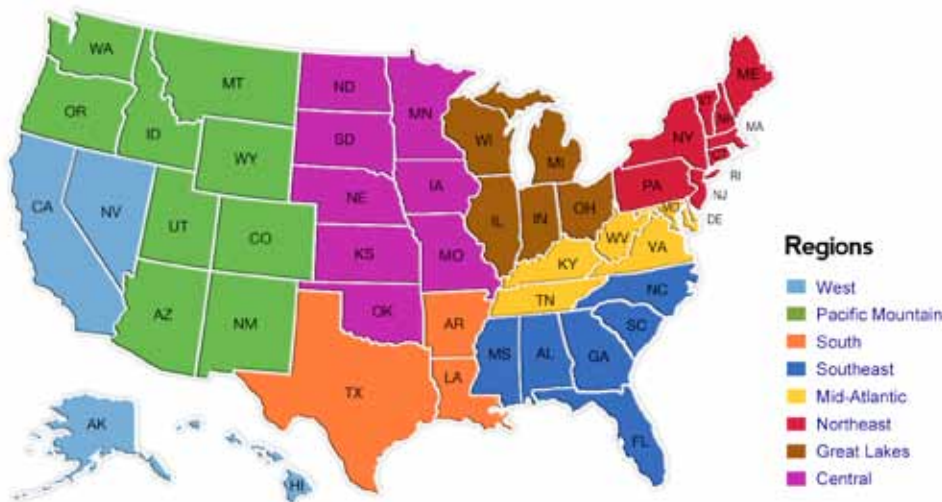 WA
MT
ND
MN
ME
OR
ID
SD
WI
VT
NH
NY
MA
WY
MI
CT
RI
CA
NV
NE
IA
PA
NJ
UT
CO
IL
IN
OH
MD
DE
KS
MO
WV
VA
KY
AZ
NM
OK
AR
TN
NC
SC
MS
AL
GA
TX
LA
AK
HI
FL
Regions
West
Pacific Mountain
South
Southeast
Mid-Atlantic
Northeast
Great Lakes
Central